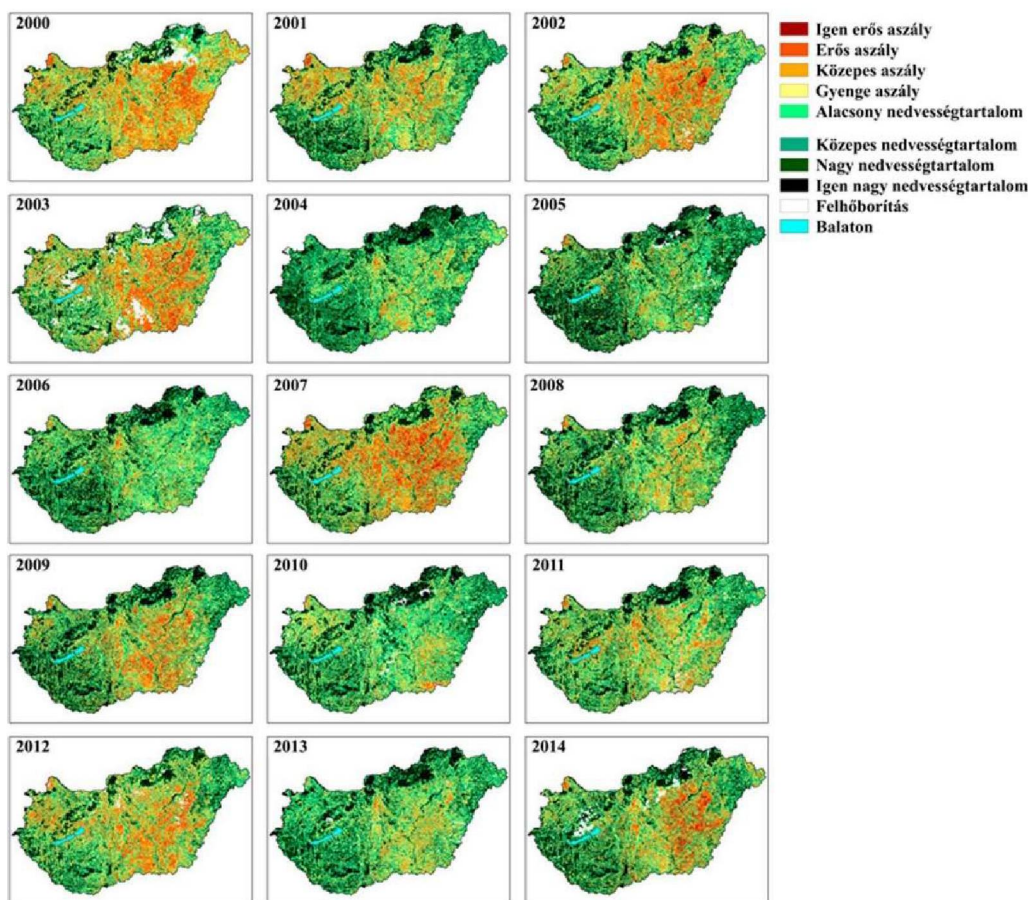 2000
2001
2002
Igen erős aszály
Erős aszály
Közepes aszály
Gyenge aszály
Alacsony nedvességtartalom
Közepes nedvességtartalom
Nagy nedvességtartalom
Igen nagy nedvességtartalom
Felhőborítás
Balaton
2003
2004
2005
2006
2007
2008
2009
2010
2011
2012
2013
2014